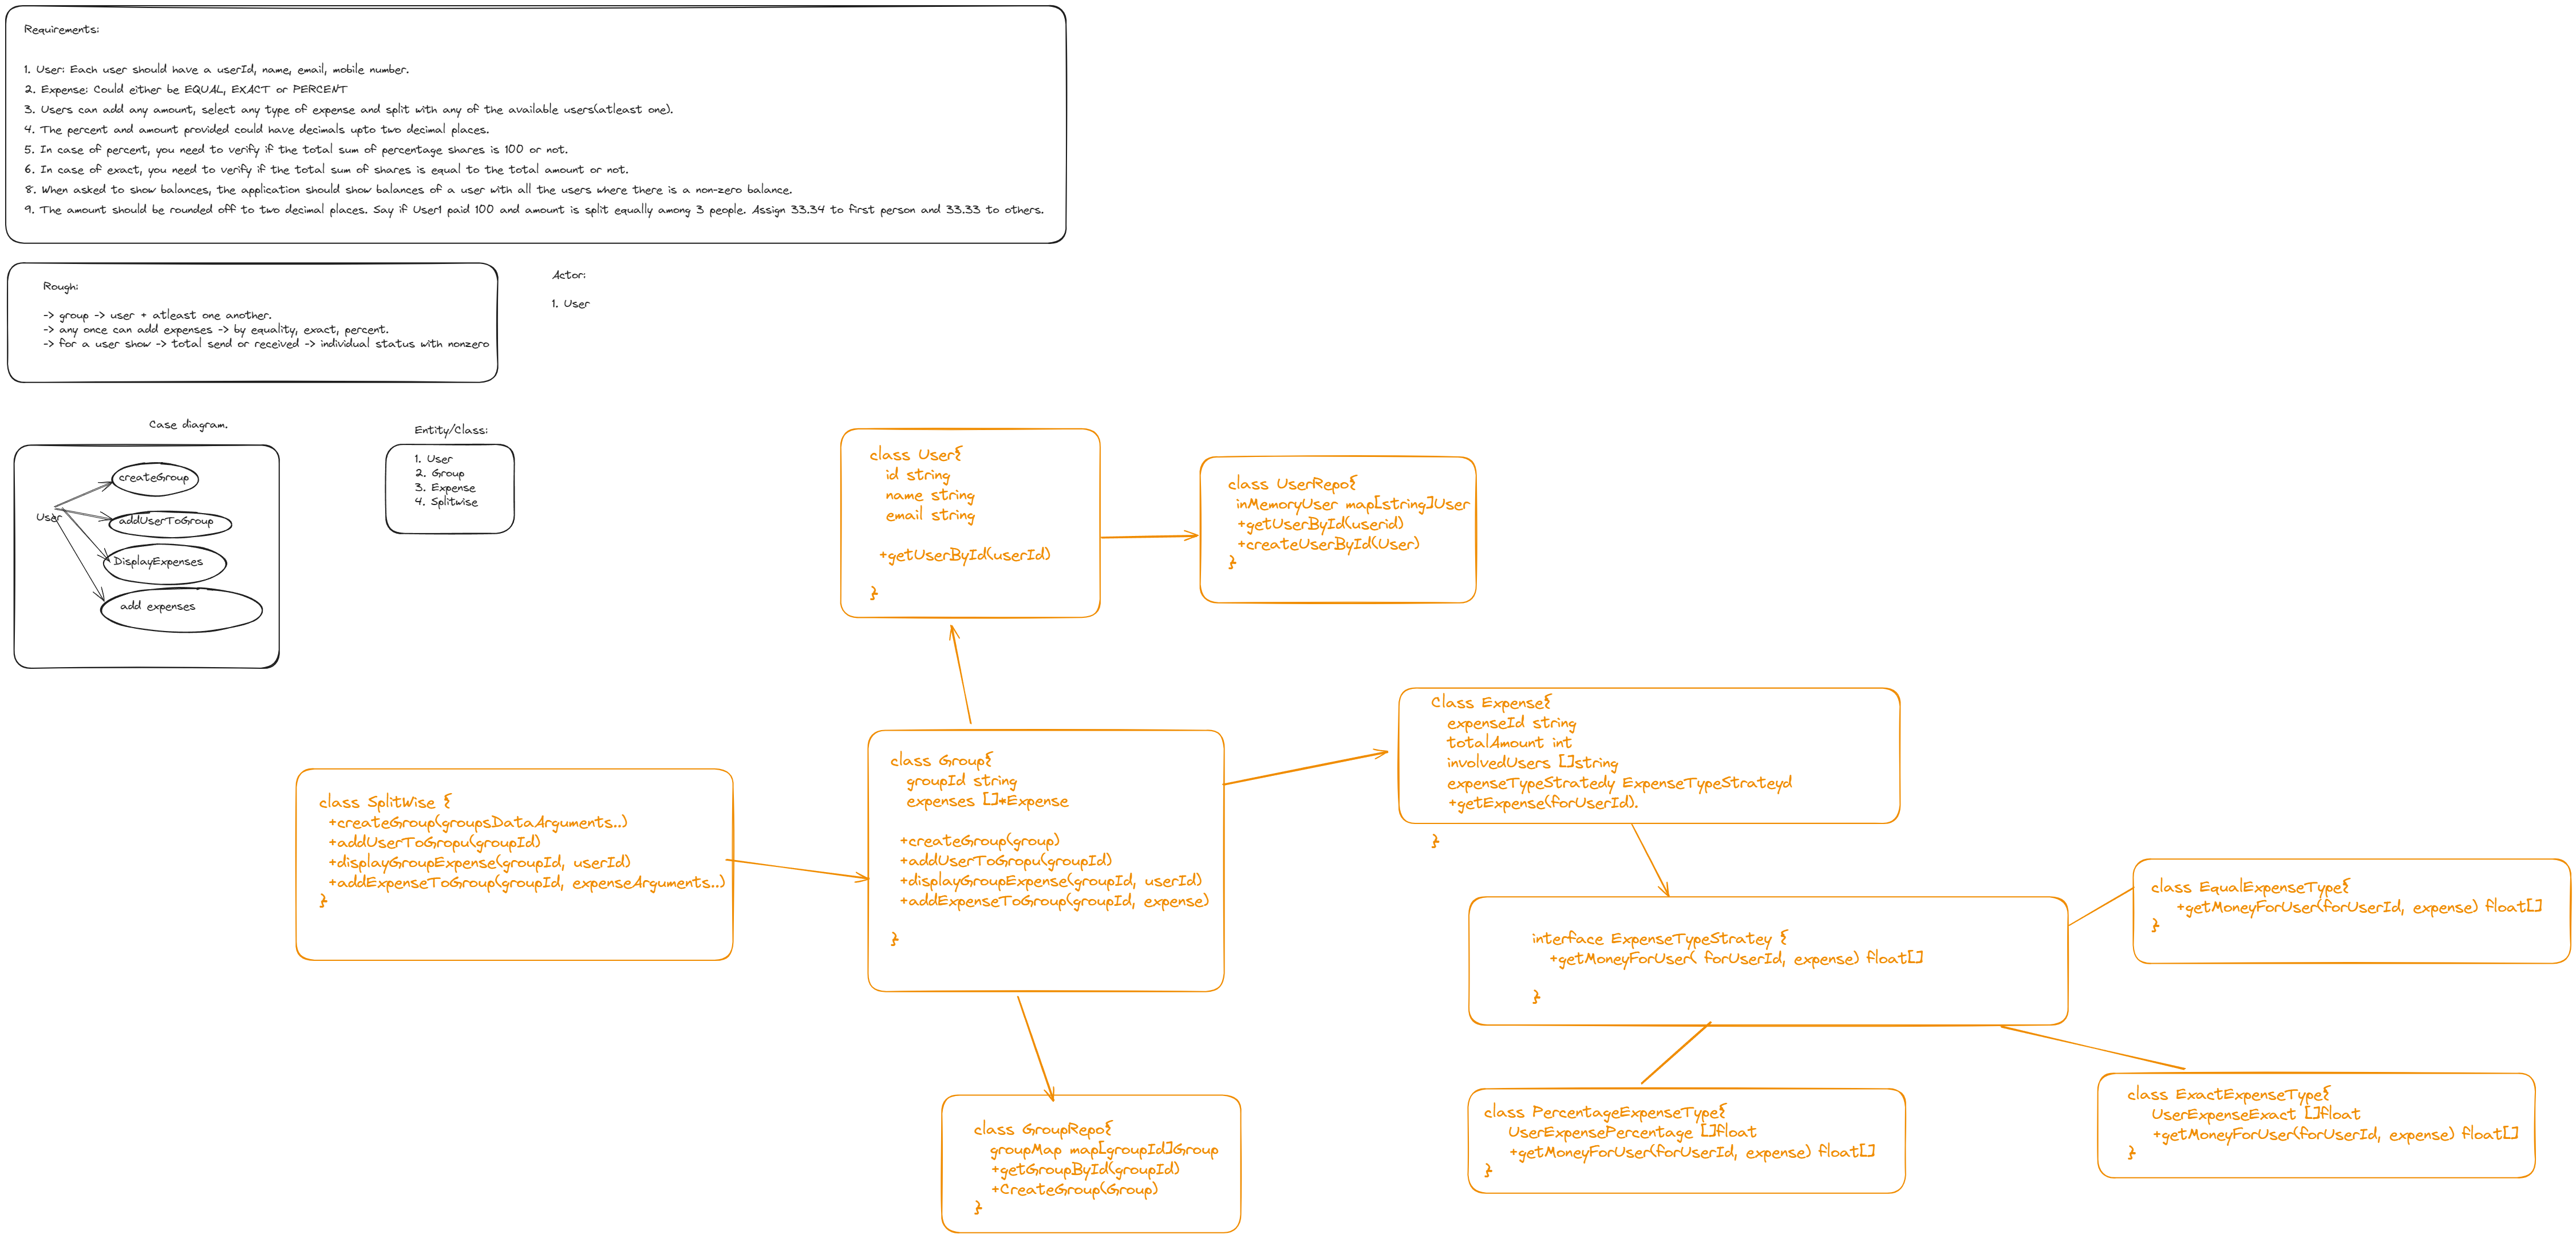 Requirements:
1. User: Each user should have a userId, name, email, mobile number.
2. Expense: Could either be EQUAL, EXACT or PERCENT
3. Users can add any amount, select any type of expense and split with any of the available users(atleast one).
4. The percent and amount provided could have decimals upto two decimal places.
5. In case of percent, you need to verify if the total sum of percentage shares is 100 or not.
6. In case of exact, you need to verify if the total sum of shares is equal to the total amount or not.
8. When asked to show balances, the application should show balances of a user with all the users where there is a non-zero balance.
9. The amount should be rounded off to two decimal places. Say if User1 paid 100 and amount is split equally among 3 people. Assign 33.34 to first person and 33.33 to others.
Rough:
-> group -> user + atleast one another.
-> any once can add expenses -> by equality, exact, percent.
-> for a user show -> total send or received -> individual status with nonzero
Actor:
1. User
Case diagram.
User
createGroup
addUserToGroup
DisplayExpenses
add expenses
Entity/Class:
1. User
2. Group
3. Expense
4. Splitwise
class User{
id string
name string
email string
+getUserById(userId)
}
class UserRepo{
inMemoryUser map[string]User
+getUserById(userid)
+createUserById(User)
}
class SplitWise {
+createGroup(groupsDataArguments..)
+addUserToGropu(groupId)
+displayGroupExpense(groupId, userId)
+addExpenseToGroup(groupId, expenseArguments..)
}
class Group{
groupId string
expenses []*Expense
+createGroup(group)
+addUserToGropu(groupId)
+displayGroupExpense(groupId, userId)
+addExpenseToGroup(groupId, expense)
}
Class Expense{
expenseId string
totalAmount int
involvedUsers []string
expenseTypeStratedy ExpenseTypeStrateyd
+getExpense(forUserId).
}
interface ExpenseTypeStratey {
+getMoneyForUser( forUserId, expense) float[]
}
class EqualExpenseType{
+getMoneyForUser(forUserId, expense) float[]
}
class PercentageExpenseType{
UserExpensePercentage []float
+getMoneyForUser(forUserId, expense) float[]
}
class ExactExpenseType{
UserExpenseExact []float
+getMoneyForUser(forUserId, expense) float[]
}
class GroupRepo{
groupMap map[groupId]Group
+getGroupById(groupId)
+CreateGroup(Group)
}